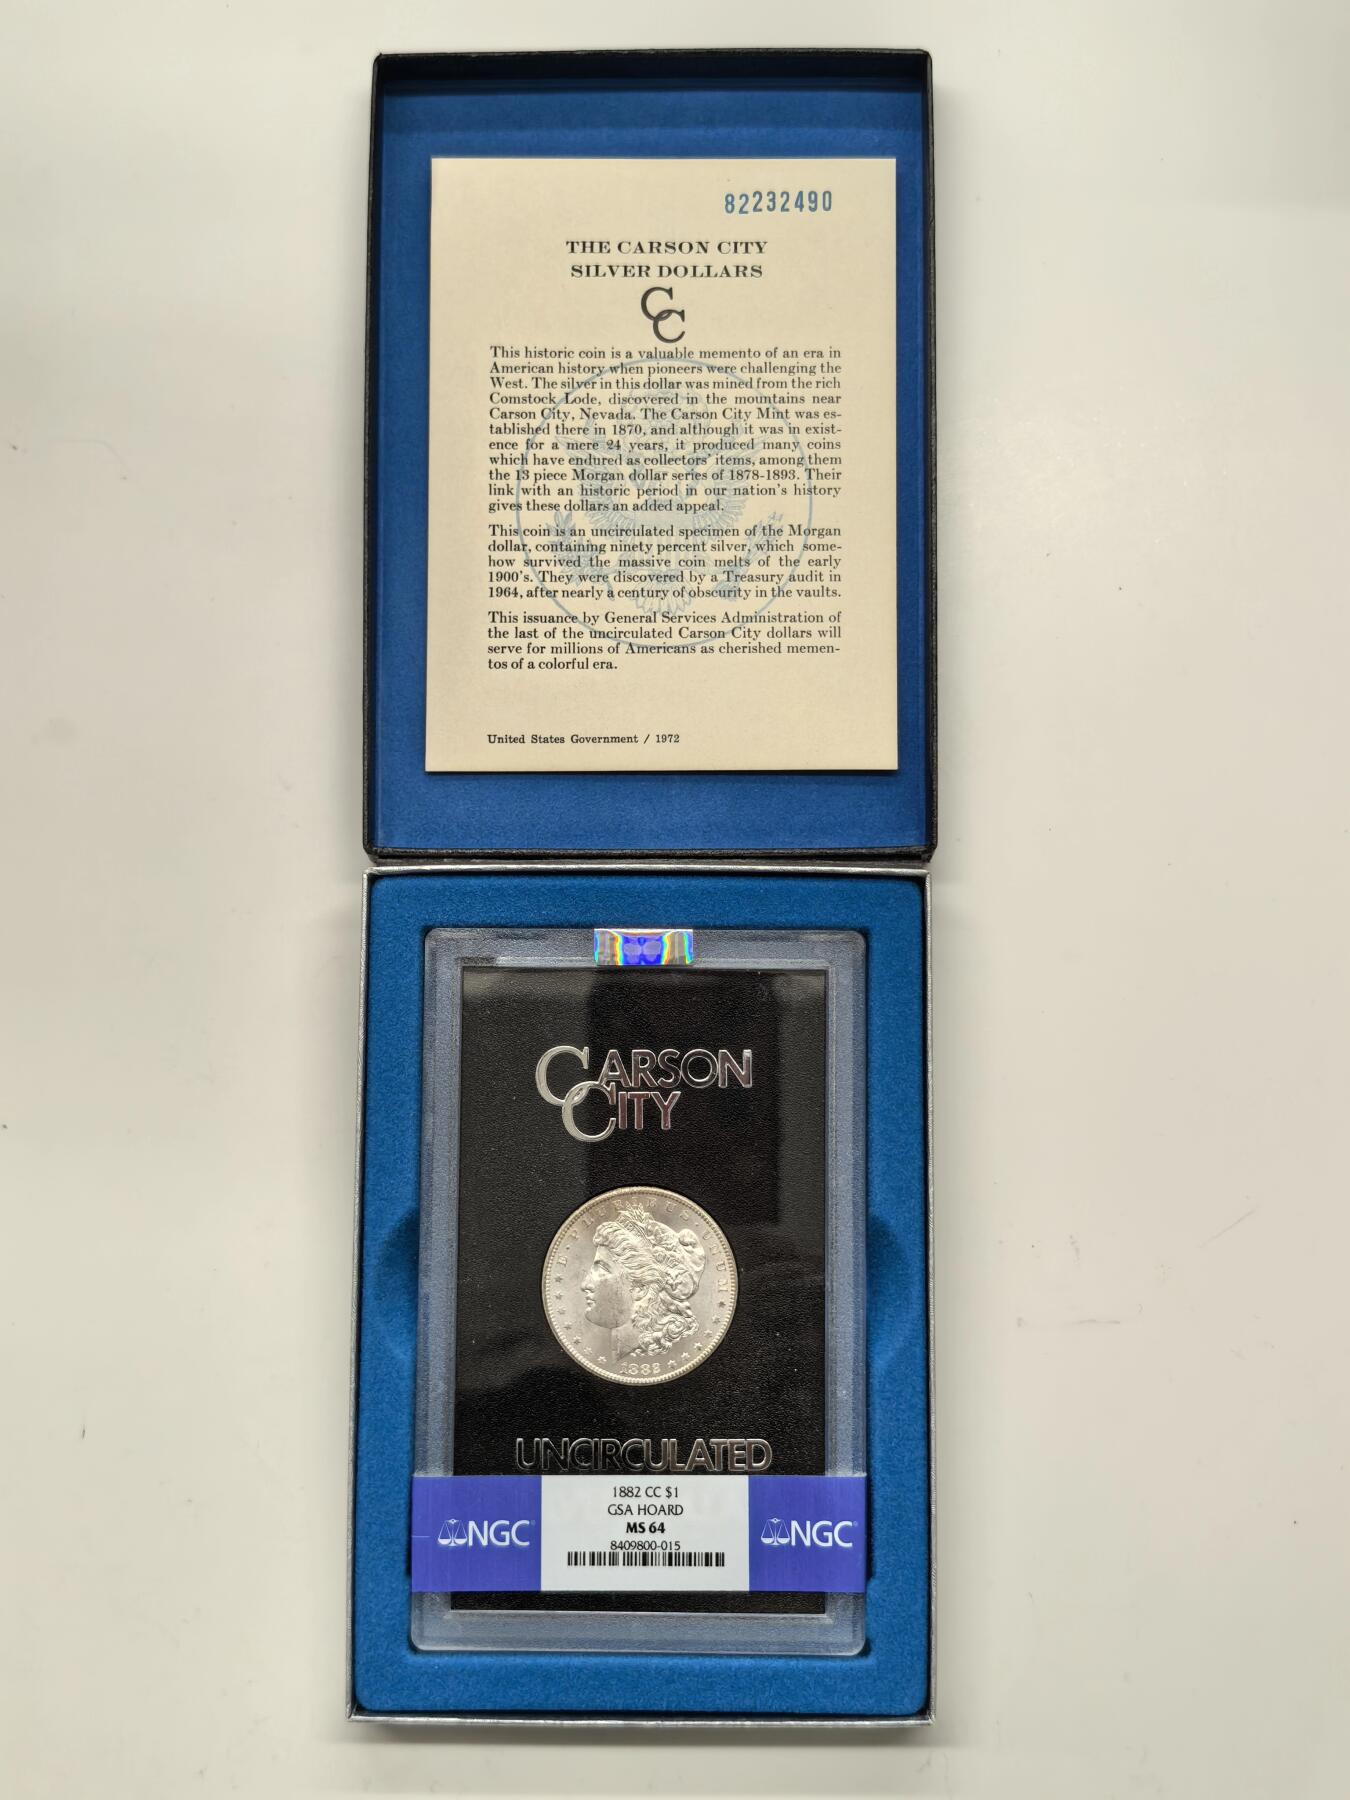 82232490
THE CARSON CITY
SILVER DOLLARS
CC
This historic coin is a valuable memento of an era in
American history when pioneers were challenging the
West. The silver in this dollar was mined from the rich
Comstock Lode, discovered in the mountains near
Carson City, Nevada. The Carson City Mint was es-
tablished there in 1870, and although it was in exist-
ence for a mere 24 years, it produced many coins
which have endured as collectors' items, among them
the 13 piece Morgan dollar series of 1878-1893. Their
link with an historic period in our nation's history
gives these dollars an added appeal.
This coin is an uncirculated specimen of the Morgan
dollar, containing ninety percent silver, which some-
how survived the massive coin melts of the early
1900's. They were discovered by a Treasury audit in
1964, after nearly a century of obscurity in the vaults.
This issuance by General Services Administration of
the last of the uncirculated Carson City dollars will
serve for millions of Americans as cherished memen-
tos of a colorful era.
United States Government / 1972
CARSON
CITY
E·PLURIBUS·UNUM
1882
UNCIRCULATED
NGC
1882 CC $1
GSA HOARD
MS 64
8409800-015
NGC